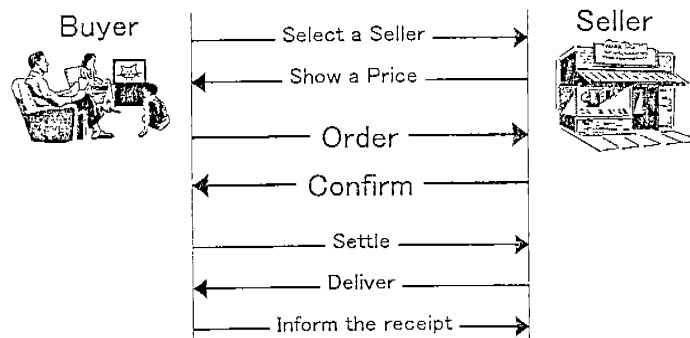 Buyer
Seller
Select a Seller
Show a Price
Order
Confirm
Settle
Deliver
Inform the receipt